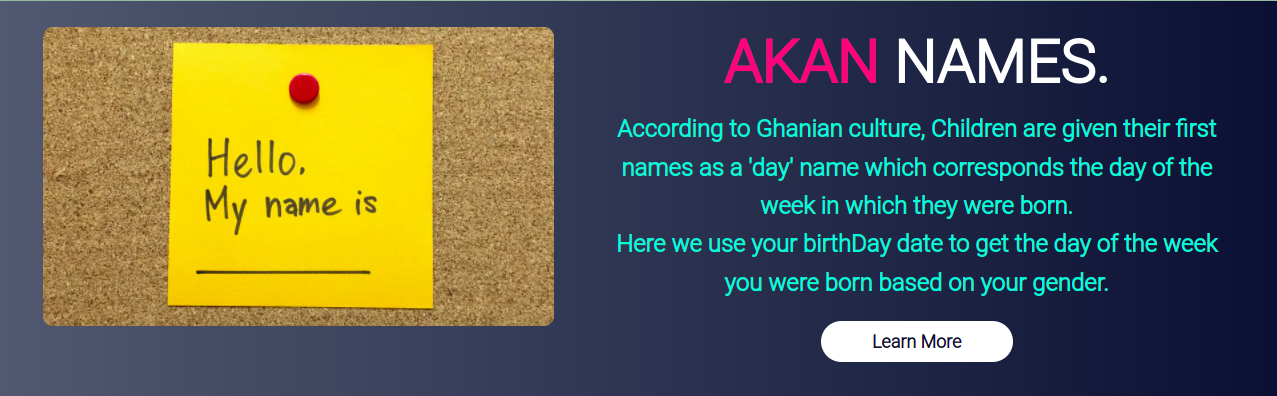 Hello.
My name is
AKAN NAMES.
According to Ghanian culture, Children are given their first
names as a 'day' name which corresponds the day of the
week in which they were born.
Here we use your birthDay date to get the day of the week
you were born based on your gender.
Learn More